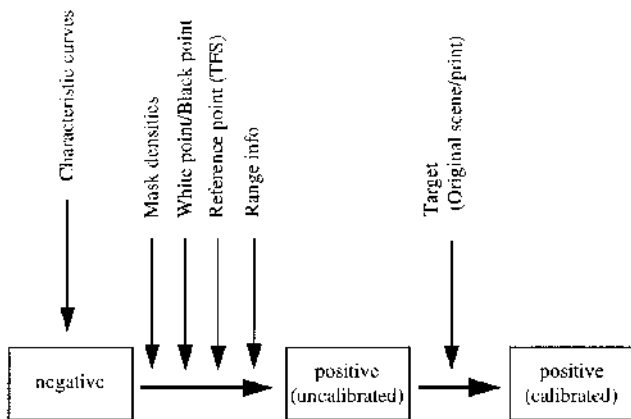 Characteristic curves
Mask densities
White point/Black point
Reference point (TFS)
Range info
Target
(Original scene/print)
negative
positive
(uncalibrated)
positive
(calibrated)